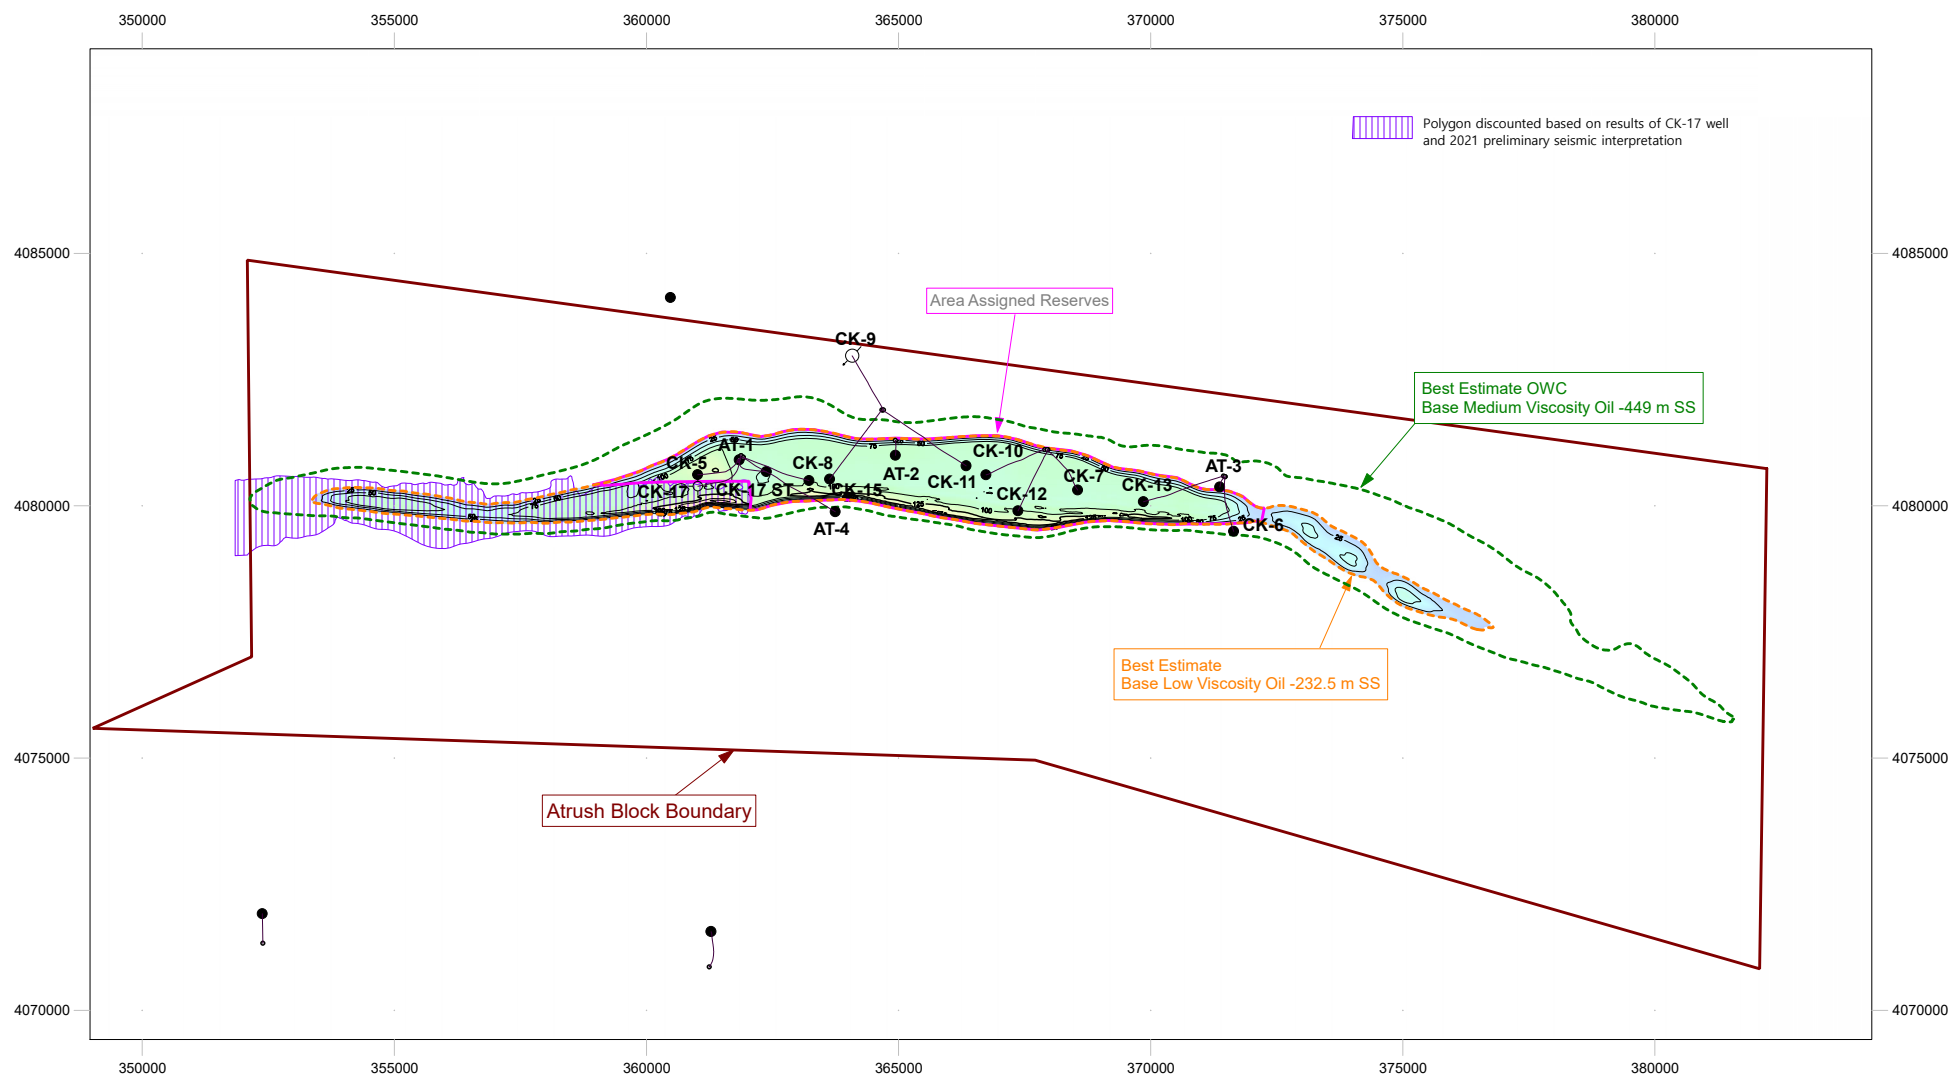 350000 355000 360000 365000 370000 375000 380000
Polygon discounted based on results of CK-17 well
and 2021 preliminary seismic interpretation
4085000 4085000
Area Assigned Reserves
CK-9
Best Estimate OWC
Base Medium Viscosity Oil -449 m SS
AT-1
CK-10
CK-5
CK-8
AT-2
CK-11
CK-7
AT-3
CK-17
CK-17 ST
CK-15
CK-12
CK-13
4080000 4080000
AT-4
CK-6
Best Estimate
Base Low Viscosity Oil -232.5 m SS
4075000 4075000
Atrush Block Boundary
4070000 4070000
350000 355000 360000 365000 370000 375000 380000